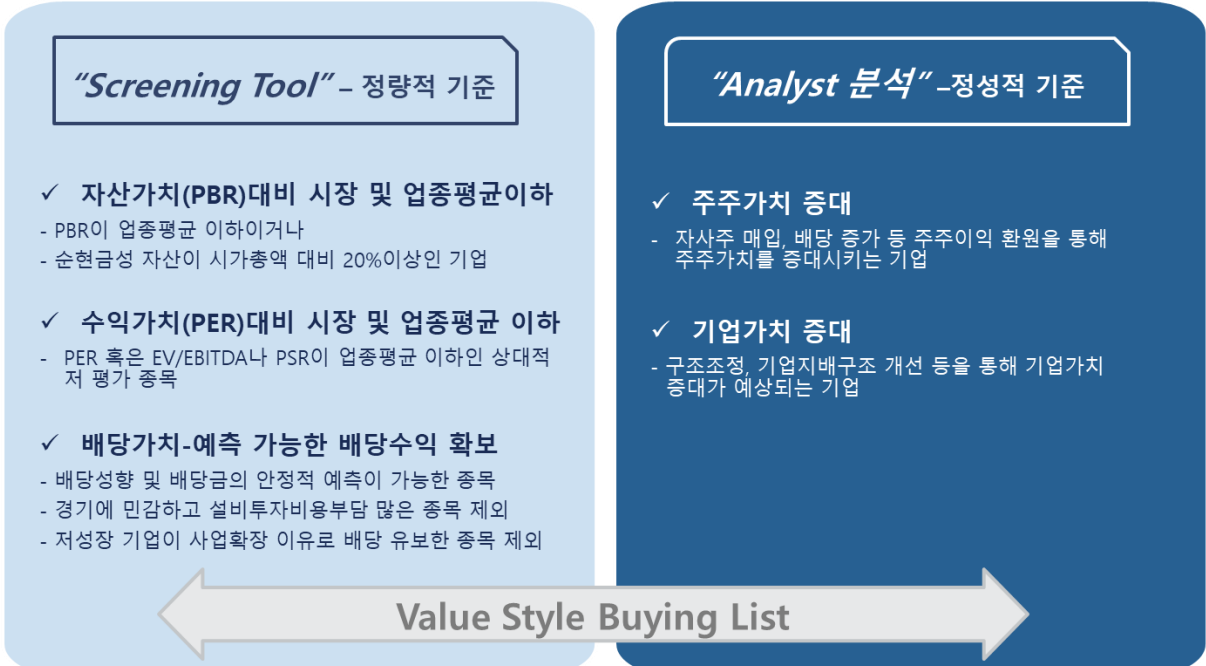 “Screening Tool” – 정량적 기준
✓ 자산가치(PBR)대비 시장 및 업종평균이하
- PBR이 업종평균 이하이거나
- 순현금성 자산이 시가총액 대비 20%이상인 기업
✓ 수익가치(PER)대비 시장 및 업종평균 이하
- PER 혹은 EV/EBITDA나 PSR이 업종평균 이하인 상대적
저 평가 종목
✓ 배당가치-예측 가능한 배당수익 확보
- 배당성향 및 배당금의 안정적 예측이 가능한 종목
- 경기에 민감하고 설비투자비용부담 많은 종목 제외
- 저성장 기업이 사업확장 이유로 배당 유보한 종목 제외
“Analyst 분석” –정성적 기준
✓ 주주가치 증대
- 자사주 매입, 배당 증가 등 주주이익 환원을 통해
주주가치를 증대시키는 기업
✓ 기업가치 증대
- 구조조정, 기업지배구조 개선 등을 통해 기업가치
증대가 예상되는 기업
Value Style Buying List